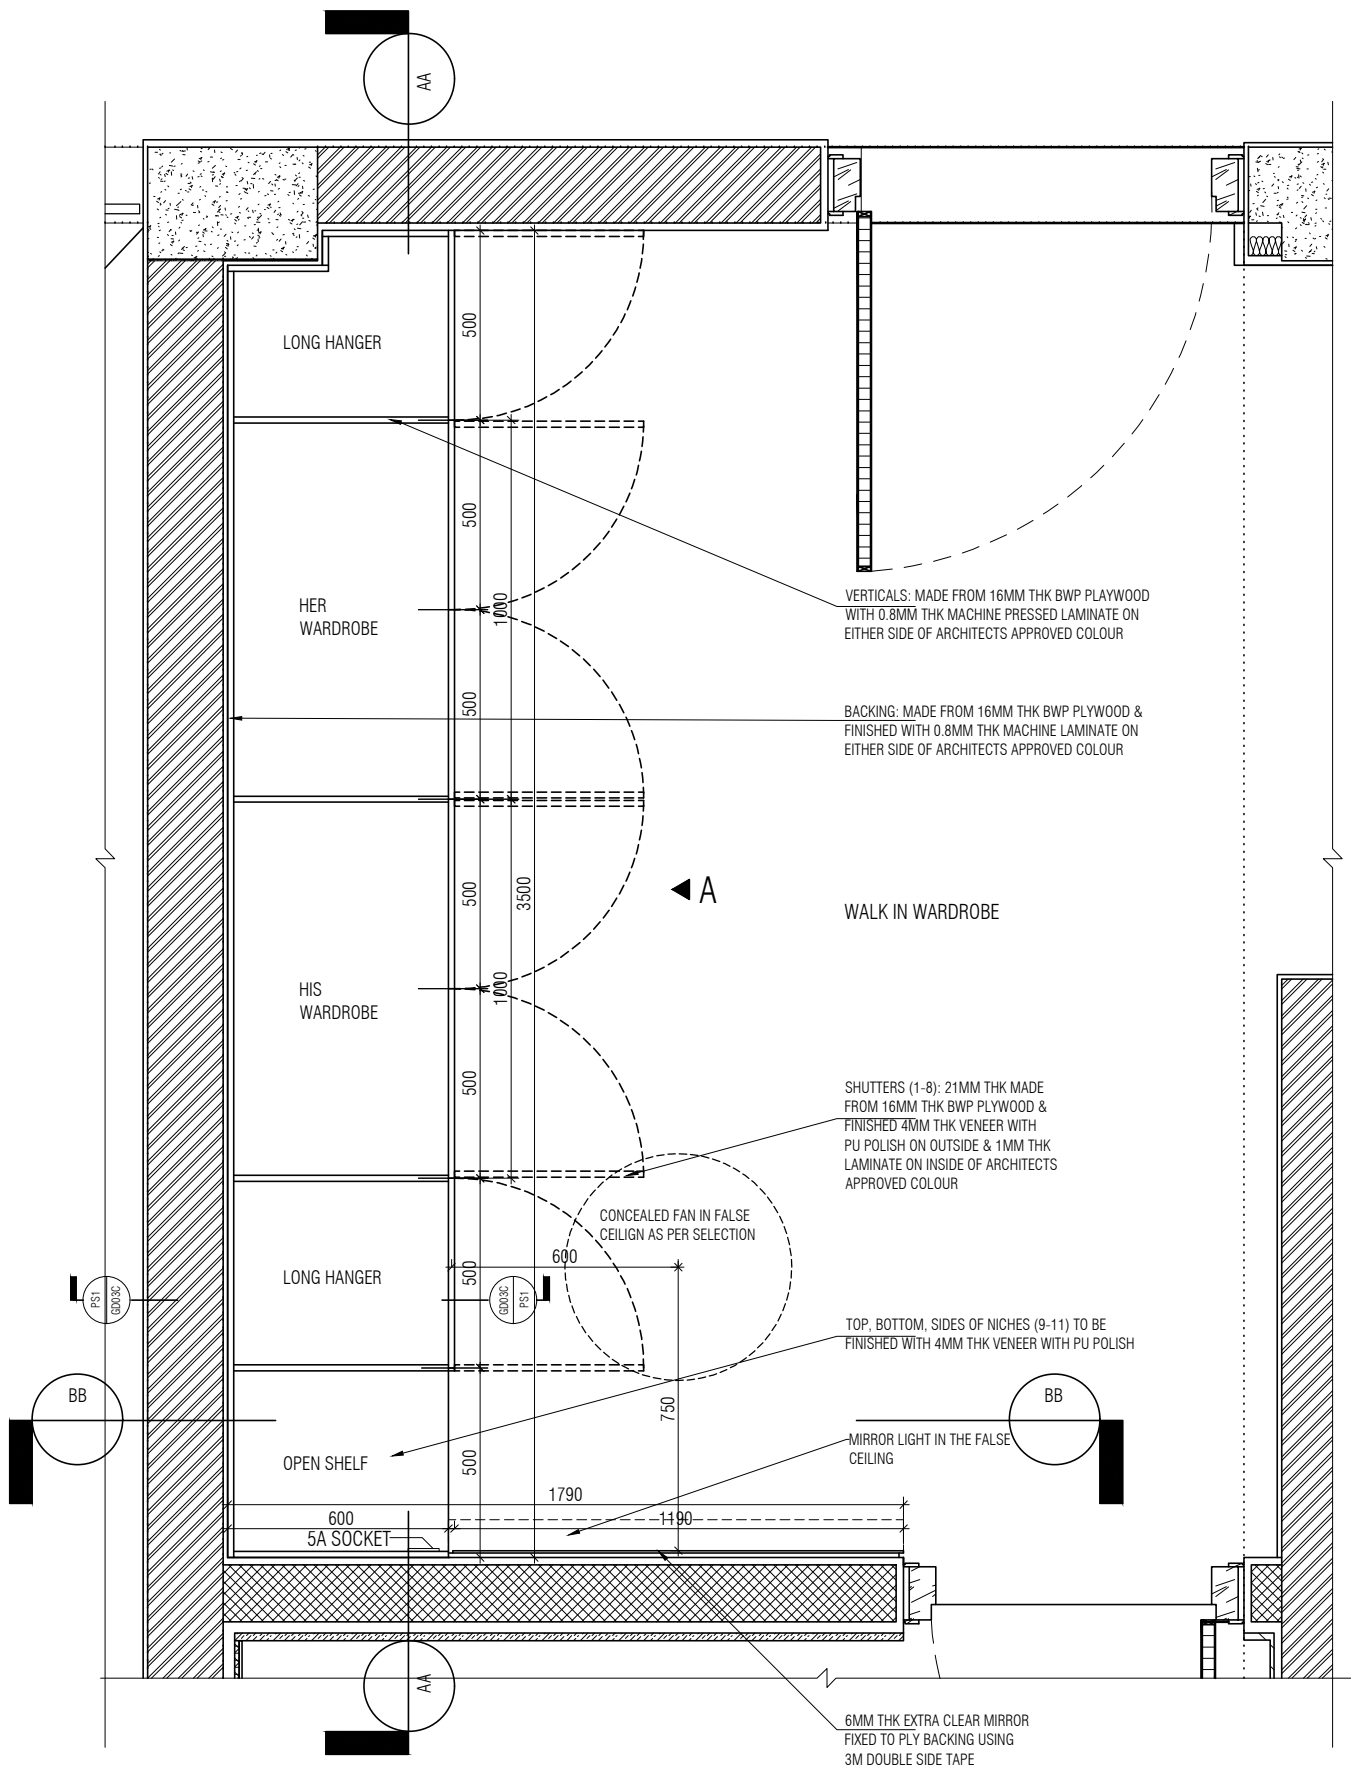 AA
500
LONG HANGER
500
HER
WARDROBE
1000
VERTICALS: MADE FROM 16MM THK BWP PLAYWOOD
WITH 0.8MM THK MACHINE PRESSED LAMINATE ON
EITHER SIDE OF ARCHITECTS APPROVED COLOUR
500
BACKING: MADE FROM 16MM THK BWP PLYWOOD &
FINISHED WITH 0.8MM THK MACHINE LAMINATE ON
EITHER SIDE OF ARCHITECTS APPROVED COLOUR
500
3500
A
WALK IN WARDROBE
HIS
WARDROBE
1000
500
SHUTTERS (1-8): 21MM THK MADE
FROM 16MM THK BWP PLYWOOD &
FINISHED 4MM THK VENEER WITH
PU POLISH ON OUTSIDE & 1MM THK
LAMINATE ON INSIDE OF ARCHITECTS
APPROVED COLOUR
CONCEALED FAN IN FALSE
CEILIGN AS PER SELECTION
600
LONG HANGER
500
PS1
GD03C
GD03C
PS1
TOP, BOTTOM, SIDES OF NICHES (9-11) TO BE
FINISHED WITH 4MM THK VENEER WITH PU POLISH
BB
750
BB
MIRROR LIGHT IN THE FALSE
CEILING
OPEN SHELF
500
1790
600
1190
5A SOCKET
AA
6MM THK EXTRA CLEAR MIRROR
FIXED TO PLY BACKING USING
3M DOUBLE SIDE TAPE